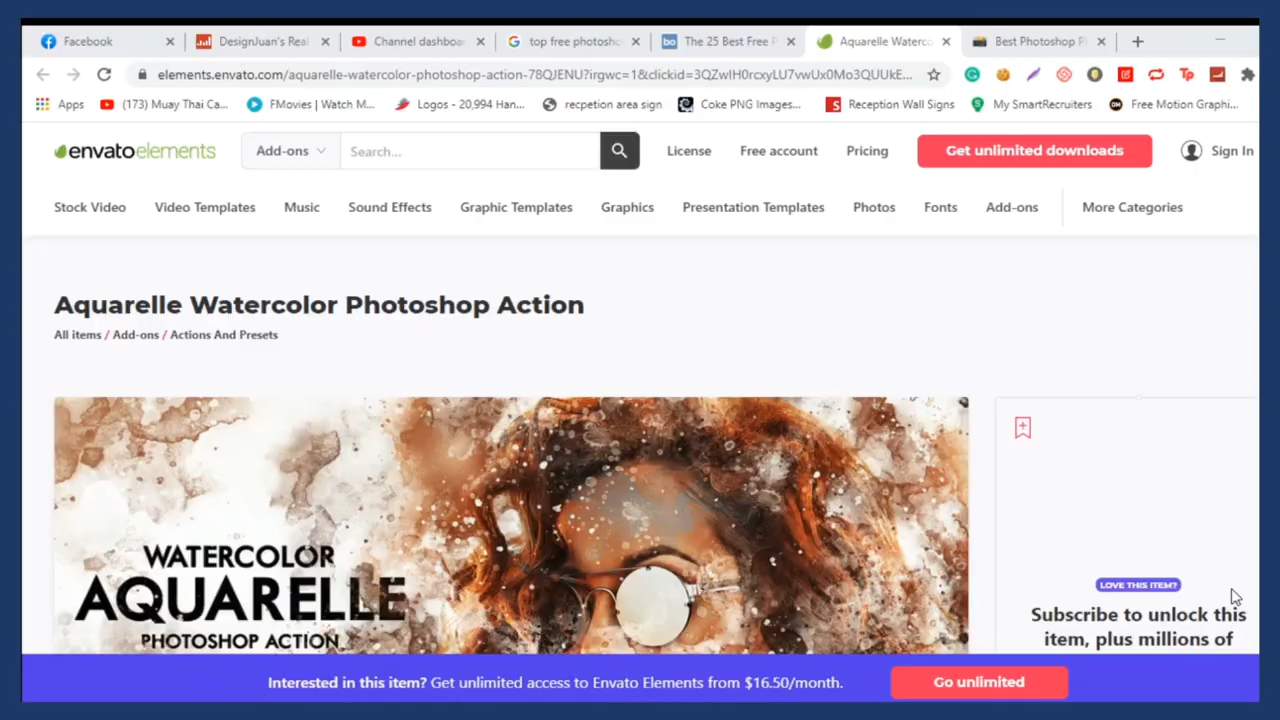 Facebook
DesignJuan's Real
Channel dashboa
top free photosho
The 25 Best Free P
Aquarelle Waterco
Best Photoshop P
elements.envato.com/aquarelle-watercolor-photoshop-action-78QJENU?irgwc=1&clickid=3QZwIH0rcxyLU7vwUx0Mo3QUUkE...
Apps
(173) Muay Thai Ca...
FMovies | Watch M...
Logos - 20,994 Han...
recpetion area sign
Coke PNG Images...
Reception Wall Signs
My SmartRecruiters
Free Motion Graphi...
envatoelements
Add-ons
Search...
License
Free account
Pricing
Get unlimited downloads
Sign In
Stock Video
Video Templates
Music
Sound Effects
Graphic Templates
Graphics
Presentation Templates
Photos
Fonts
Add-ons
More Categories
Aquarelle Watercolor Photoshop Action
All items / Add-ons / Actions And Presets
WATERCOLOR
AQUARELLE
PHOTOSHOP ACTION
LOVE THIS ITEM?
Subscribe to unlock this
item, plus millions of
Interested in this item? Get unlimited access to Envato Elements from $16.50/month.
Go unlimited